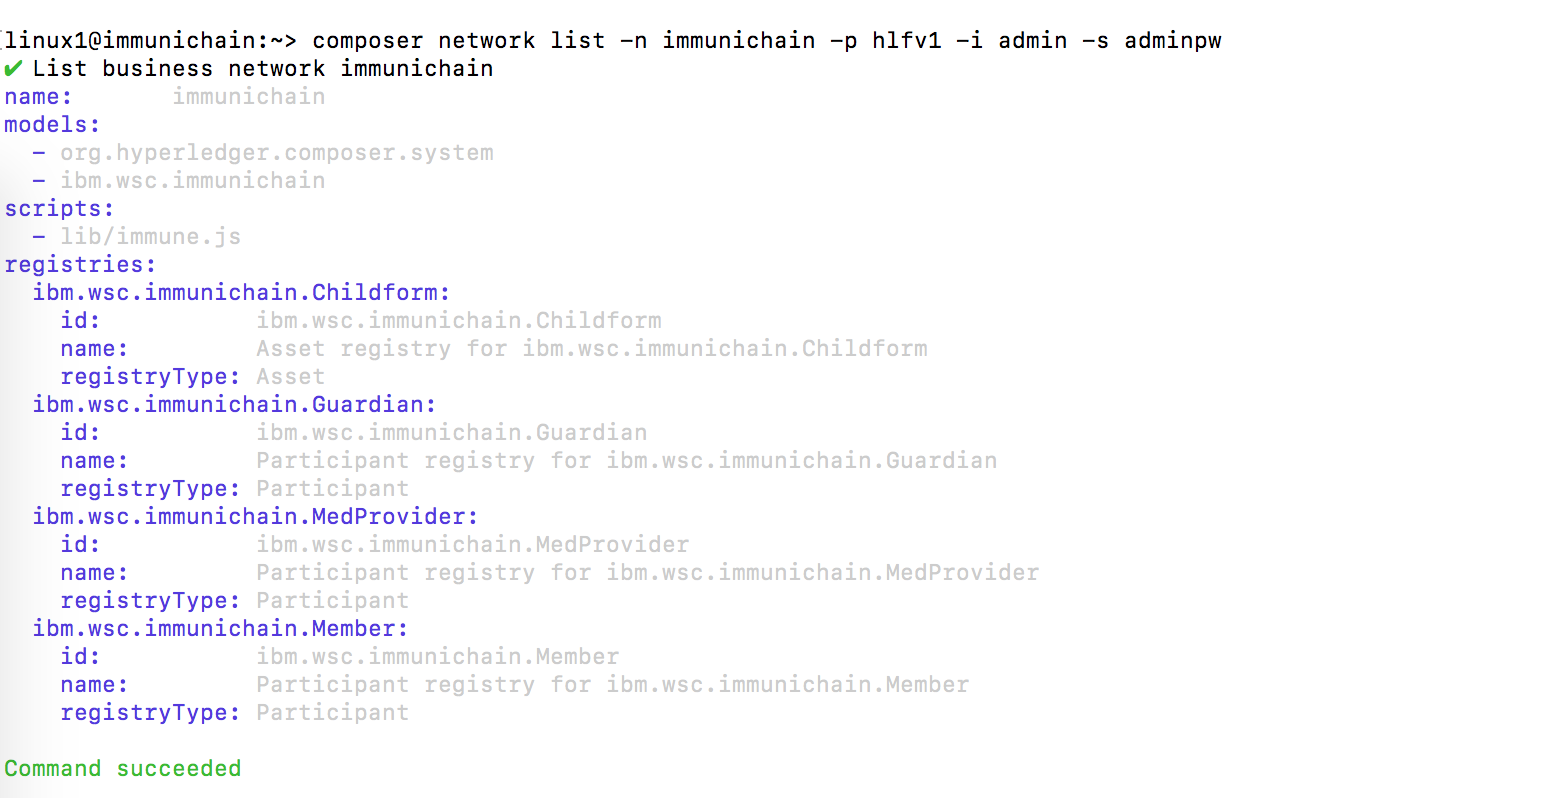 linux1@immunichain:~> composer network list -n immunichain -p hlfv1 -i admin -s adminpw
✔ List business network immunichain
name: immunichain
models:
- org.hyperledger.composer.system
- ibm.wsc.immunichain
scripts:
- lib/immune.js
registries:
ibm.wsc.immunichain.Childform:
id: ibm.wsc.immunichain.Childform
name: Asset registry for ibm.wsc.immunichain.Childform
registryType: Asset
ibm.wsc.immunichain.Guardian:
id: ibm.wsc.immunichain.Guardian
name: Participant registry for ibm.wsc.immunichain.Guardian
registryType: Participant
ibm.wsc.immunichain.MedProvider:
id: ibm.wsc.immunichain.MedProvider
name: Participant registry for ibm.wsc.immunichain.MedProvider
registryType: Participant
ibm.wsc.immunichain.Member:
id: ibm.wsc.immunichain.Member
name: Participant registry for ibm.wsc.immunichain.Member
registryType: Participant
Command succeeded